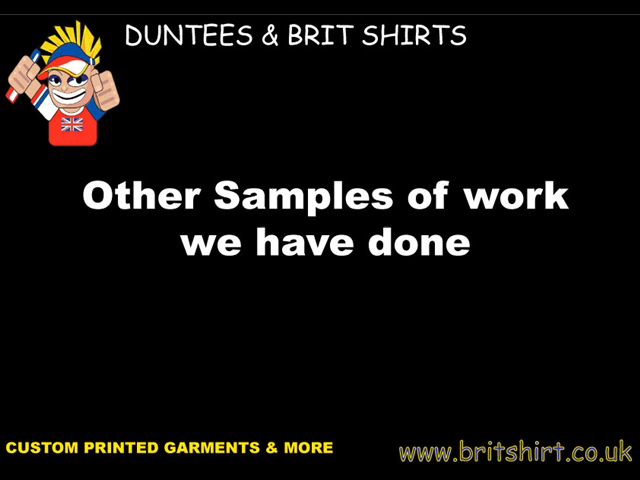 DUNTEES & BRIT SHIRTS
Other Samples of work
we have done
CUSTOM PRINTED GARMENTS & MORE
www.britshirt.co.uk